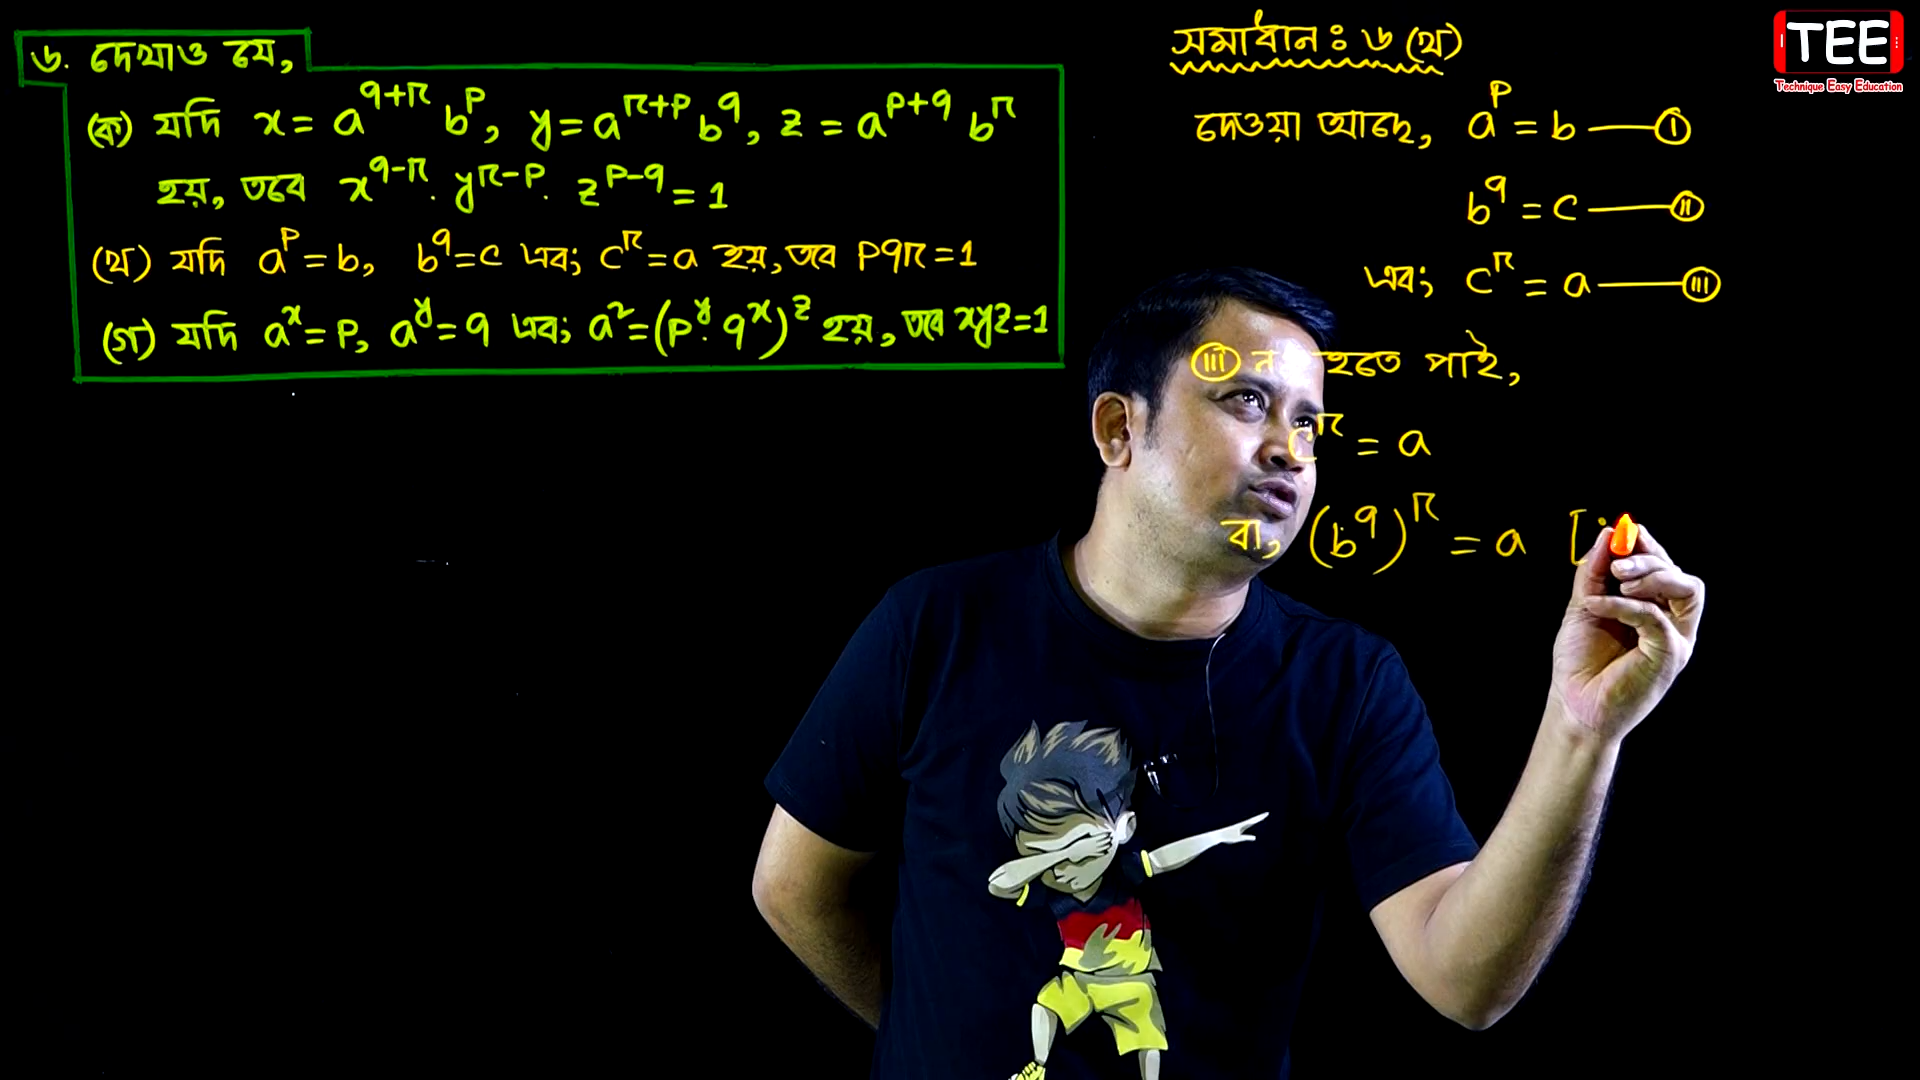 ৬. দেখাও যে,
(ক) যদি x = a^{q+r} b^p, y = a^{r+p} b^q, z = a^{p+q} b^r
হয়, তবে x^{q-r} . y^{r-p} . z^{p-q} = 1
(খ) যদি a^p = b, b^q = c এবং c^r = a হয়, তবে pqr = 1
(গ) যদি a^x = p, a^y = q এবং a^2 = (p^y . q^x)^z হয়, তবে xyz = 1
সমাধান : ৬ (খ)
দেওয়া আছে, a^p = b —— (I)
b^q = c —— (II)
এবং c^r = a —— (III)
(III) হতে পাই,
c^r = a
বা, (b^q)^r = a [
TEE
Technique Easy Education